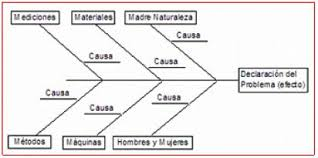 Mediciones
Materiales
Madre Naturaleza
Causa
Causa
Causa
Declaración del
Problema (efecto)
Causa
Causa
Causa
Métodos
Máquinas
Hombres y Mujeres